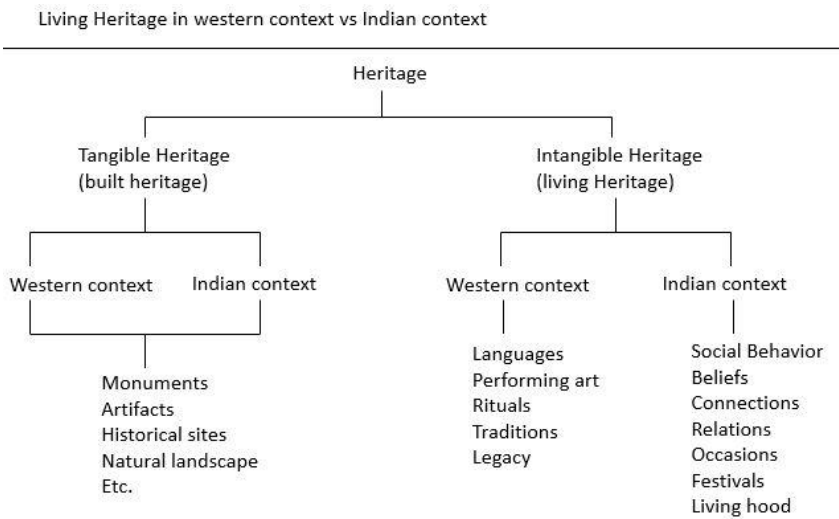 Living Heritage in western context vs Indian context
Heritage
Tangible Heritage
(built heritage)
Intangible Heritage
(living Heritage)
Western context
Indian context
Western context
Indian context
Monuments
Artifacts
Historical sites
Natural landscape
Etc.
Languages
Performing art
Rituals
Traditions
Legacy
Social Behavior
Beliefs
Connections
Relations
Occasions
Festivals
Living hood